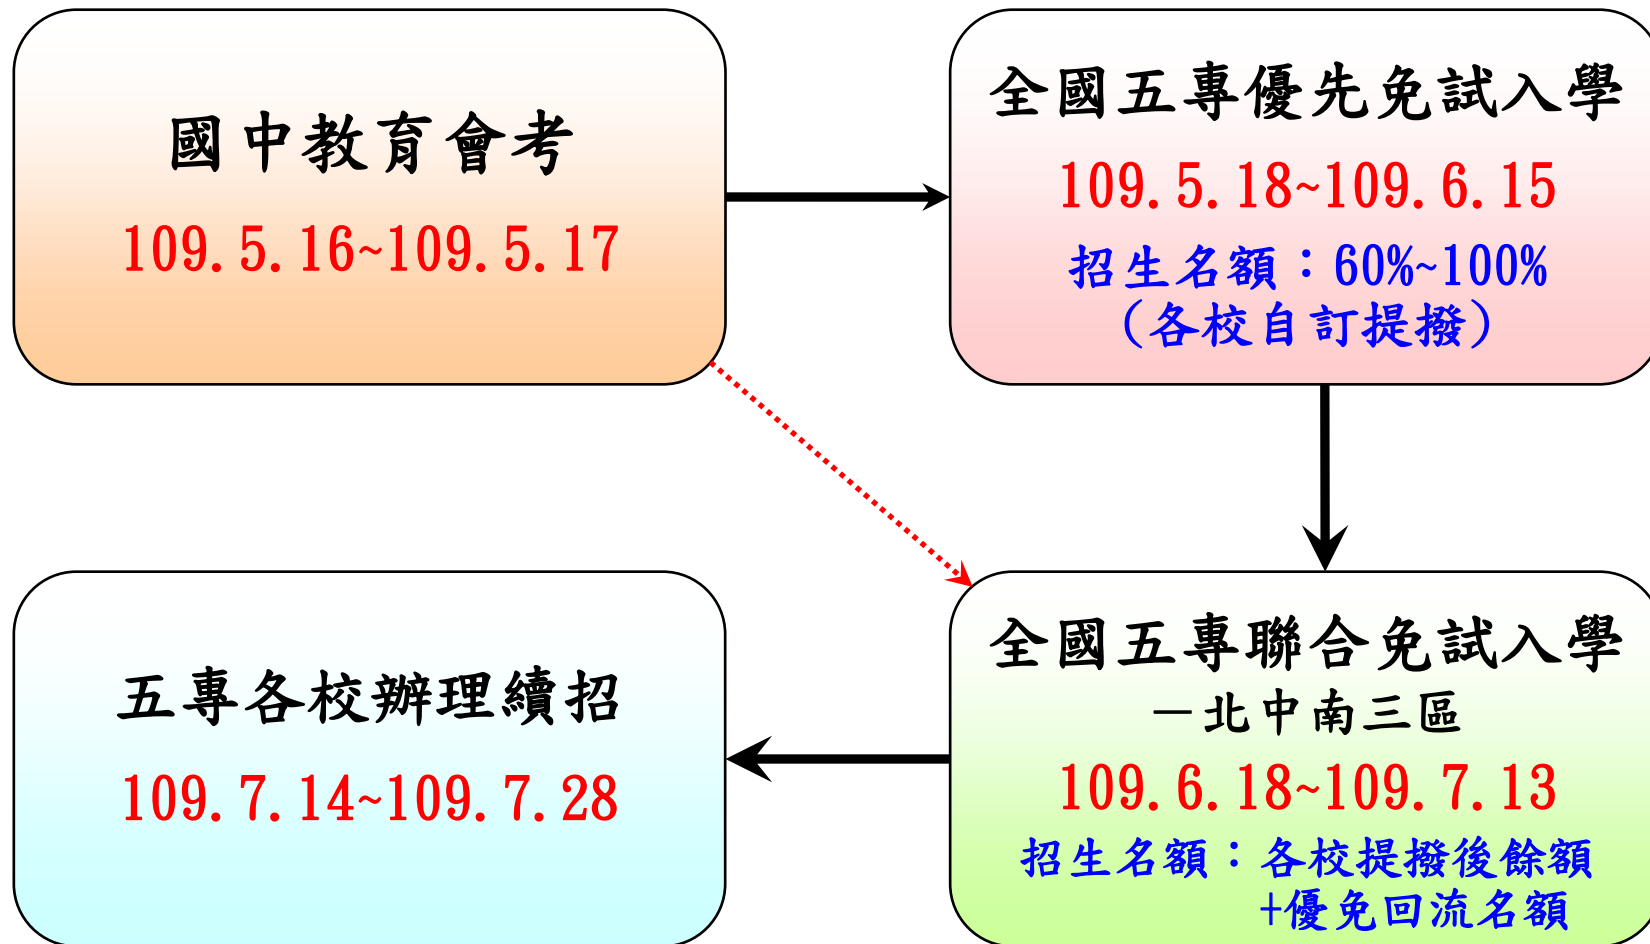 國中教育會考
109.5.16~109.5.17
全國五專優先免試入學
109.5.18~109.6.15
招生名額：60%~100%
(各校自訂提撥)
全國五專聯合免試入學
－北中南三區
109.6.18~109.7.13
招生名額：各校提撥後餘額
+優免回流名額
五專各校辦理續招
109.7.14~109.7.28